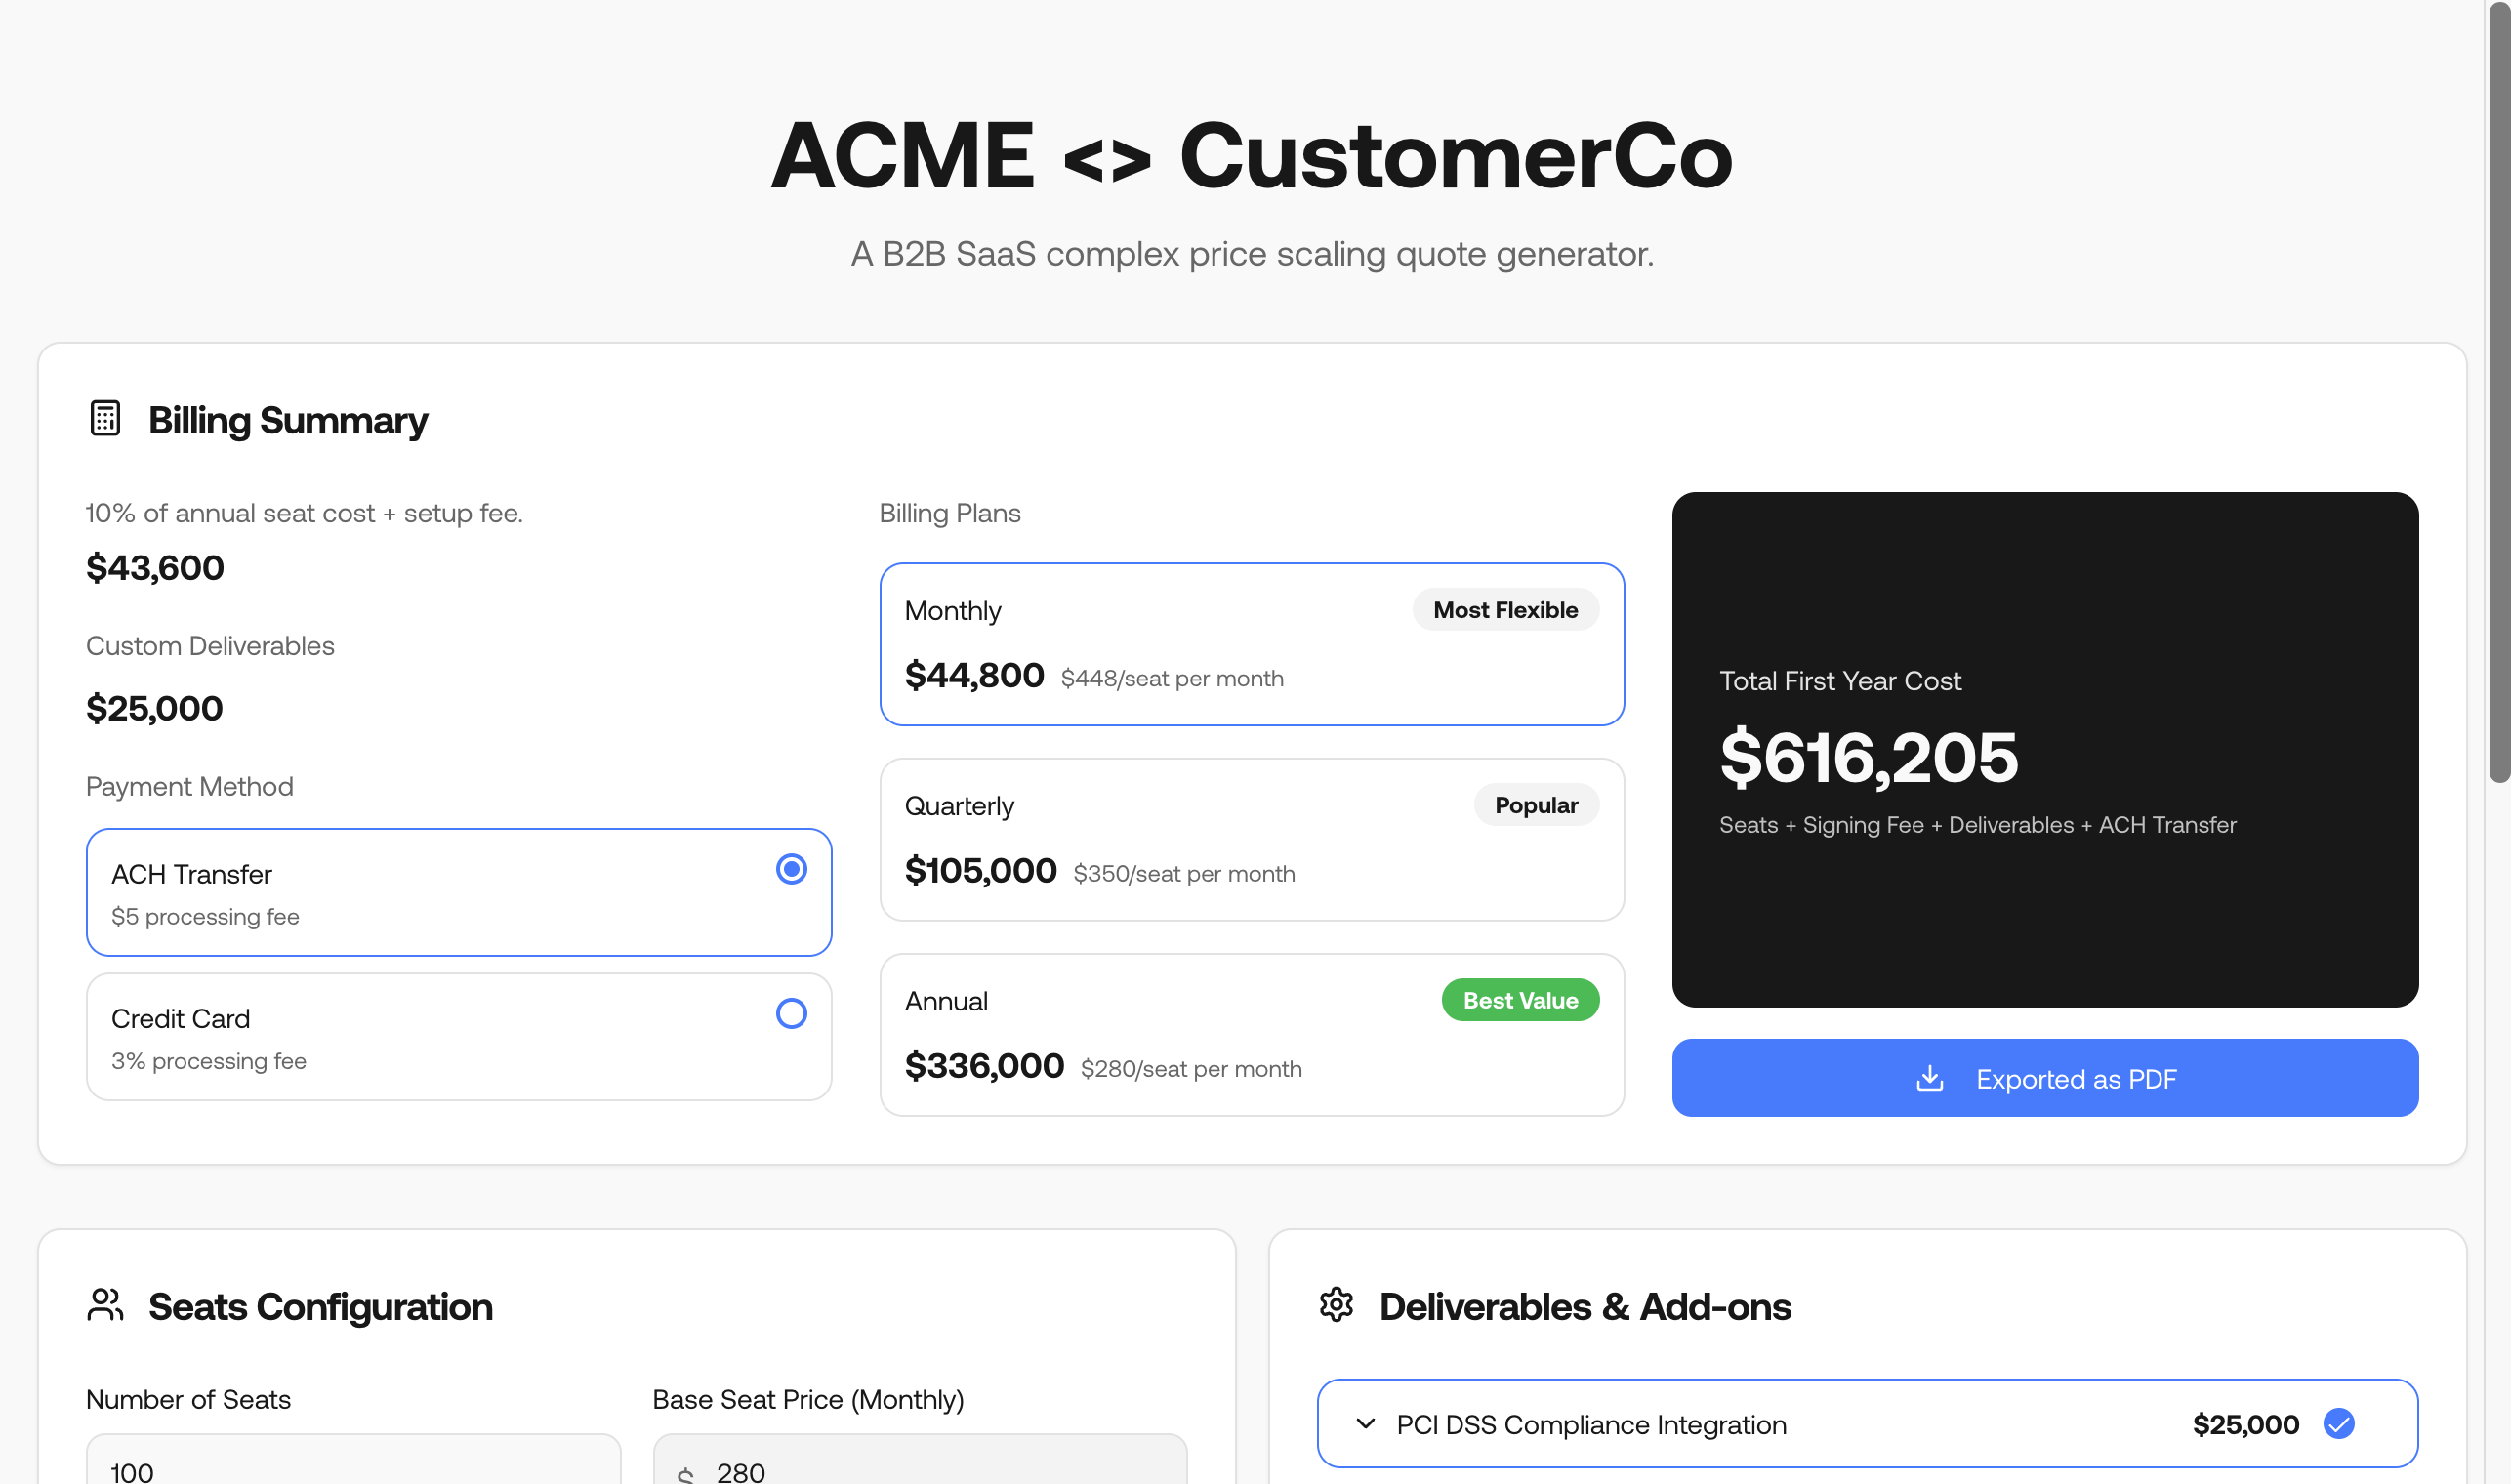 ACME <> CustomerCo
A B2B SaaS complex price scaling quote generator.
Billing Summary
10% of annual seat cost + setup fee.
$43,600
Custom Deliverables
$25,000
Payment Method
ACH Transfer
$5 processing fee
Credit Card
3% processing fee
Billing Plans
Monthly
Most Flexible
$44,800 $448/seat per month
Quarterly
Popular
$105,000 $350/seat per month
Annual
Best Value
$336,000 $280/seat per month
Total First Year Cost
$616,205
Seats + Signing Fee + Deliverables + ACH Transfer
Exported as PDF
Seats Configuration
Number of Seats
100
Base Seat Price (Monthly)
$ 280
Deliverables & Add-ons
PCI DSS Compliance Integration $25,000